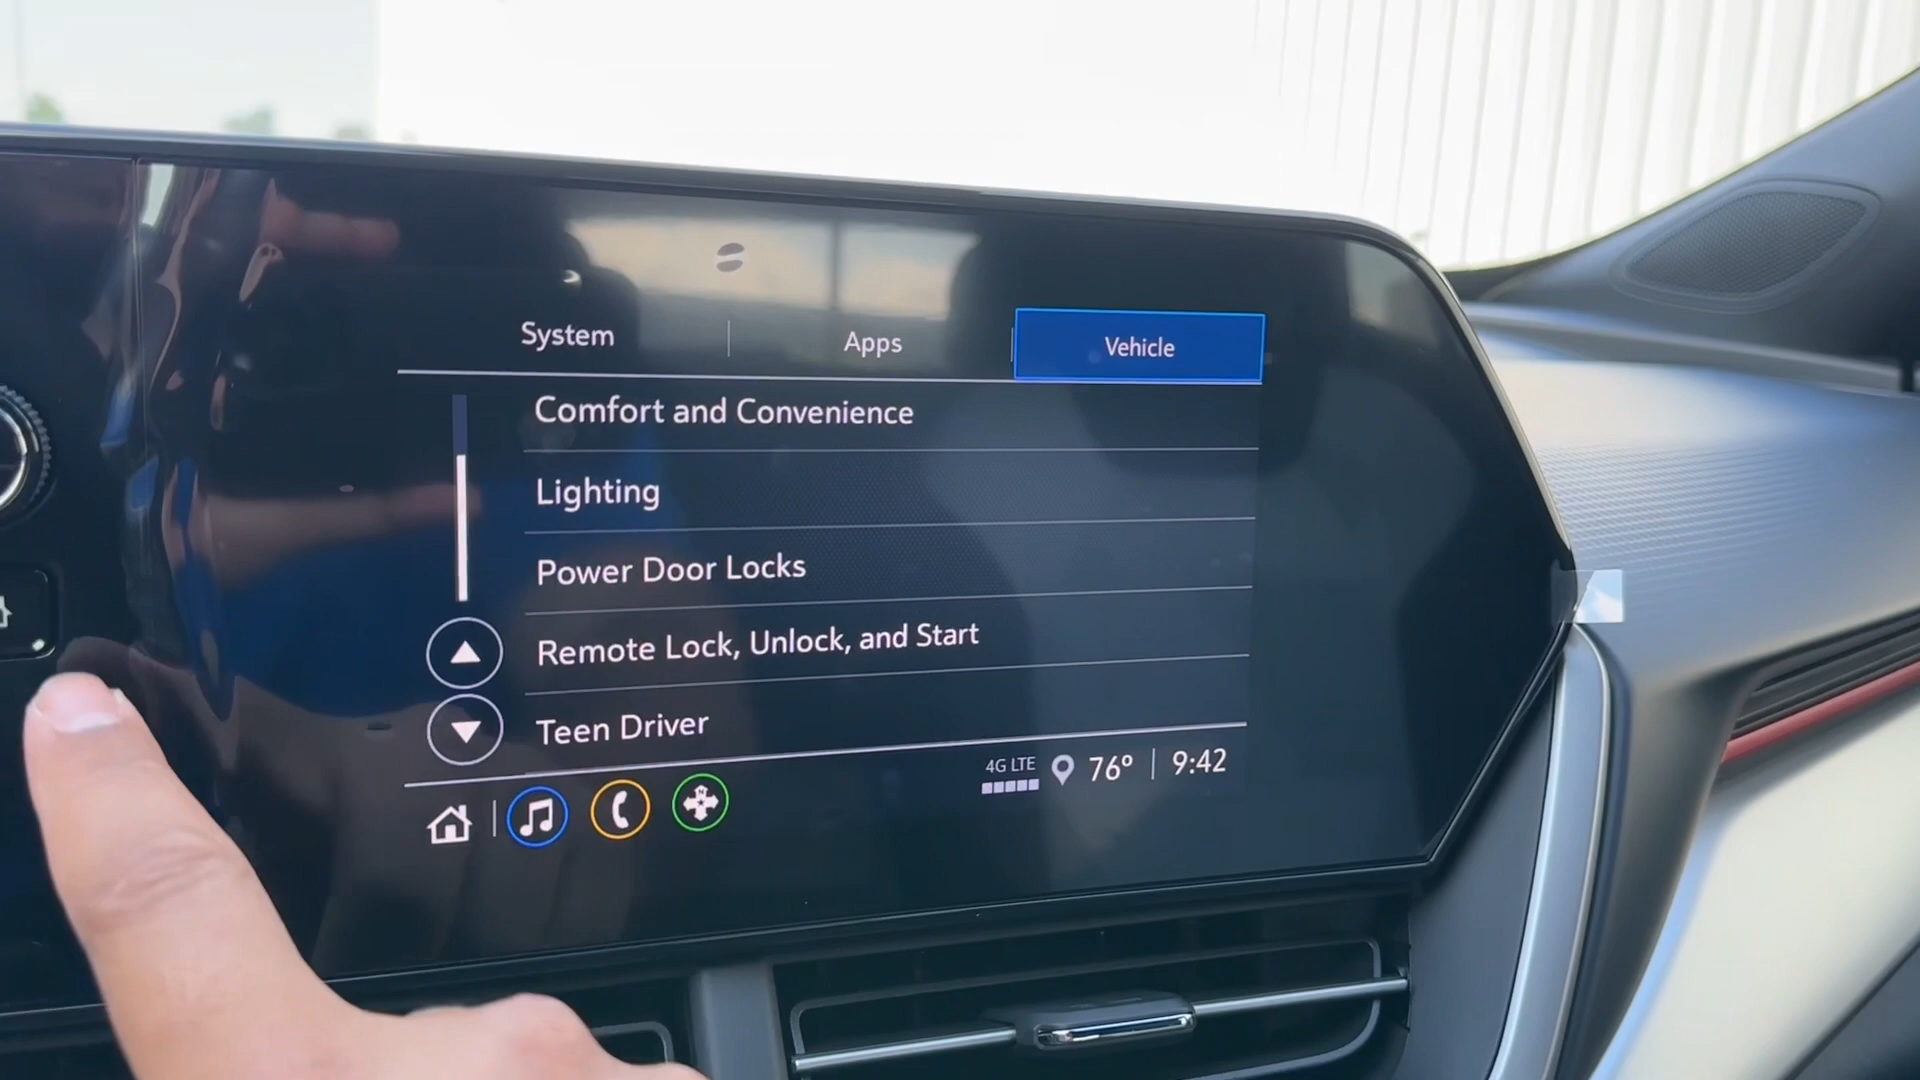 System
Apps
Vehicle
Comfort and Convenience
Lighting
Power Door Locks
Remote Lock, Unlock, and Start
Teen Driver
4G LTE
76°
9:42
N